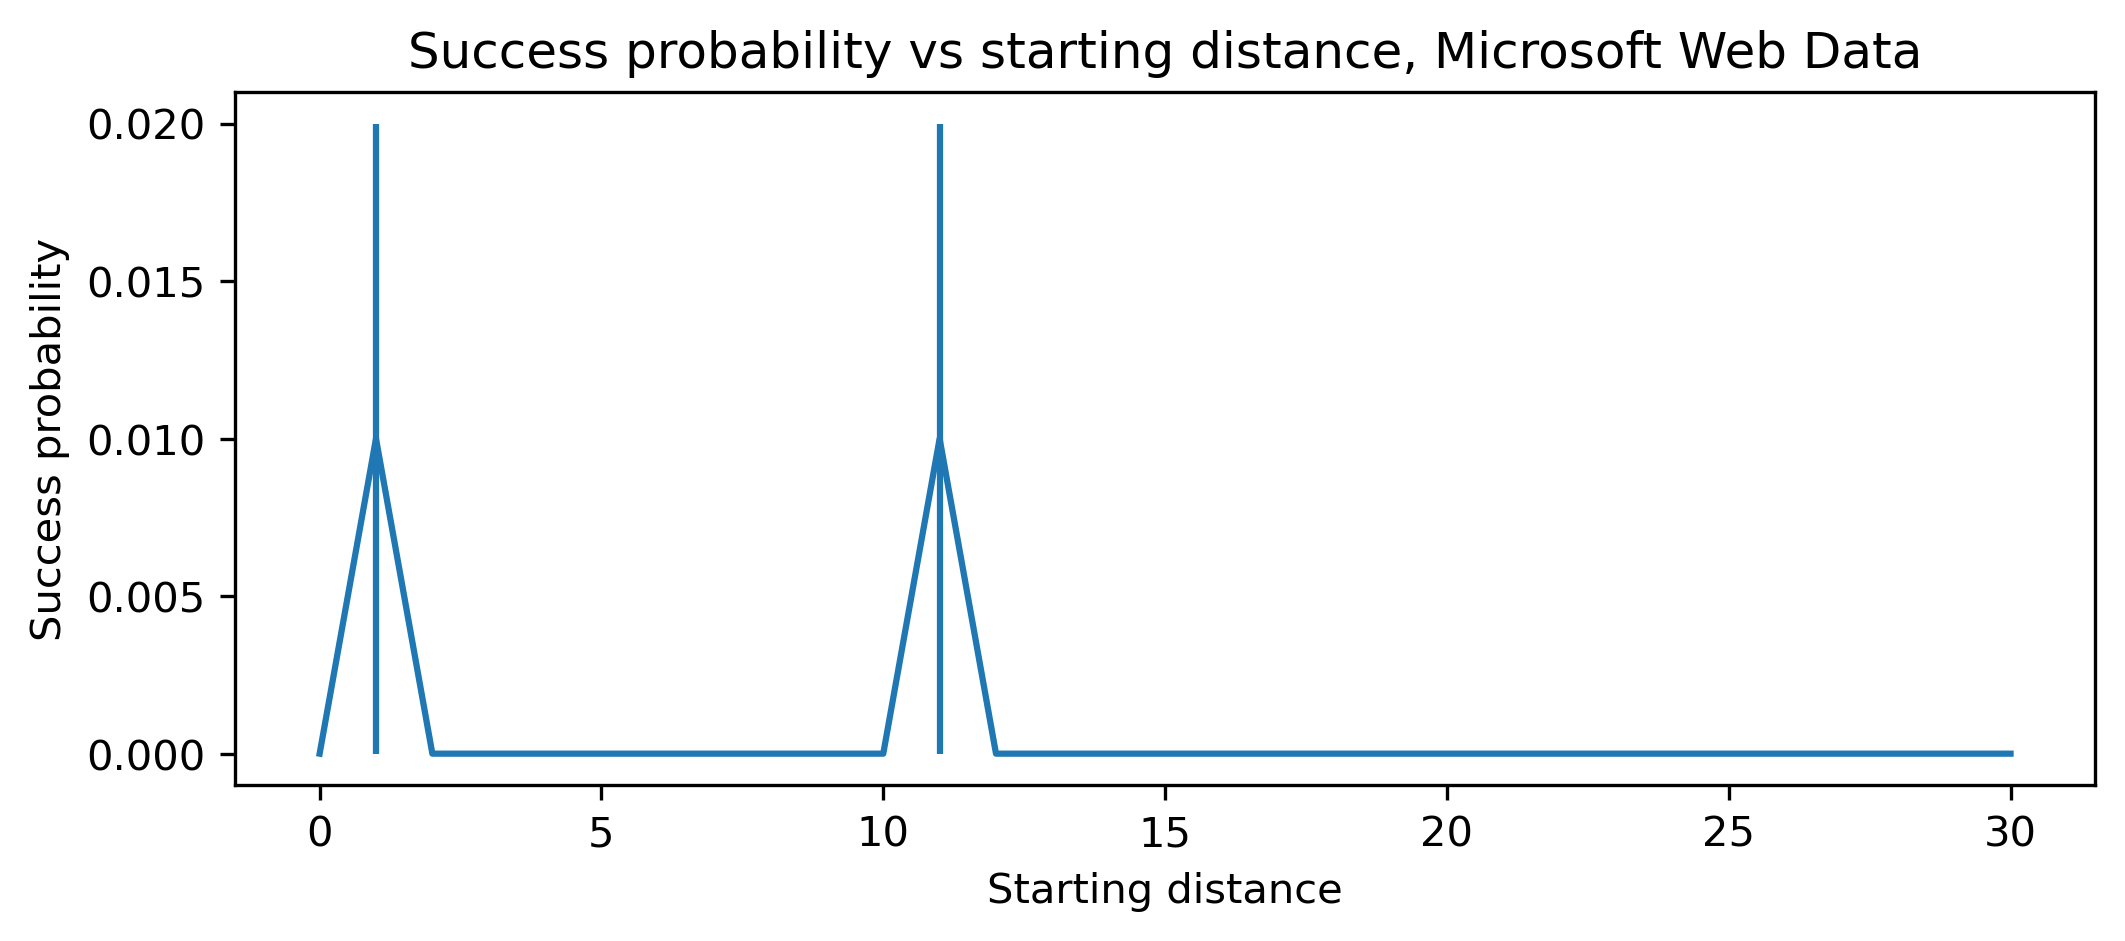 Success probability vs starting distance, Microsoft Web Data
0.020
0.015
0.010
0.005
0.000
Success probability
0 5 10 15 20 25 30
Starting distance